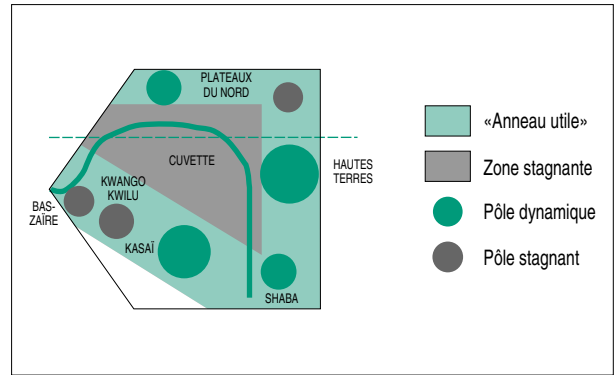 PLATEAUX
DU NORD
«Anneau utile»
CUVETTE
HAUTES
TERRES
Zone stagnante
KWANGO
KWILU
BAS-
ZAÏRE
Pôle dynamique
KASAÏ
Pôle stagnant
SHABA